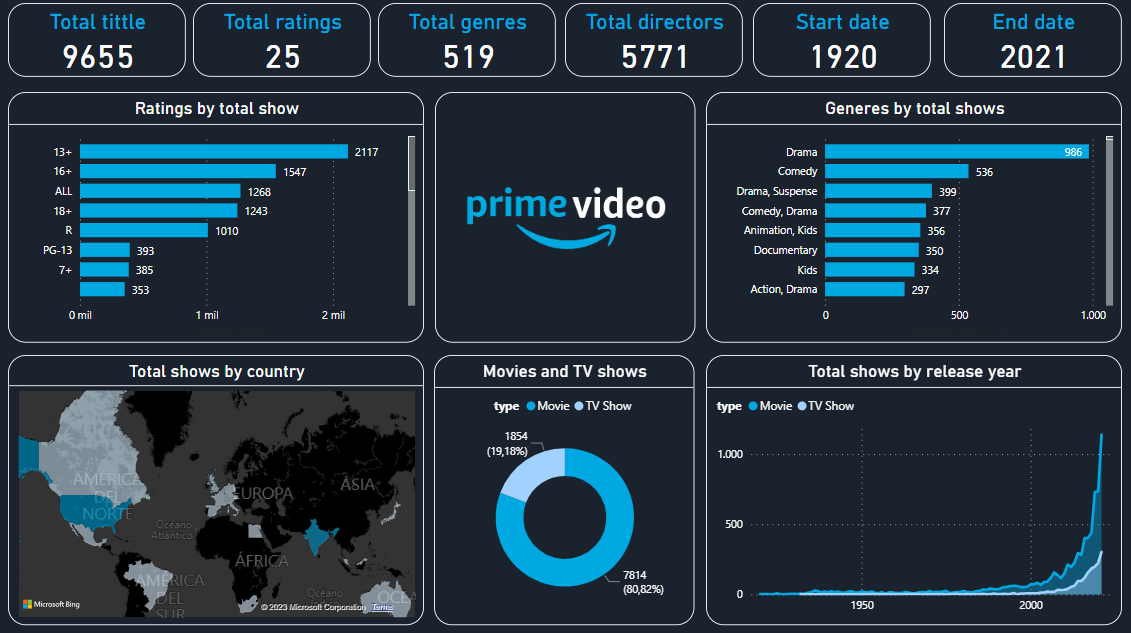 Total tittle
9655
Total ratings
25
Total genres
519
Total directors
5771
Start date
1920
End date
2021
Ratings by total show
13+ 2117
16+ 1547
ALL 1268
18+ 1243
R 1010
PG-13 393
7+ 385
353
0 mil 1 mil 2 mil
prime video
Generes by total shows
Drama 986
Comedy 536
Drama, Suspense 399
Comedy, Drama 377
Animation, Kids 356
Documentary 350
Kids 334
Action, Drama 297
0 500 1.000
Total shows by country
AMÉRICA
DEL
NORTE
EUROPA
ASIA
Océano
Atlántico
ÁFRICA
AMÉRICA
DEL
SUR
Océano
OCEA
Microsoft Bing
© 2023 Microsoft Corporation Terms
Movies and TV shows
type Movie TV Show
1854
(19,18%)
7814
(80,82%)
Total shows by release year
type Movie TV Show
1.000
500
0
1950 2000